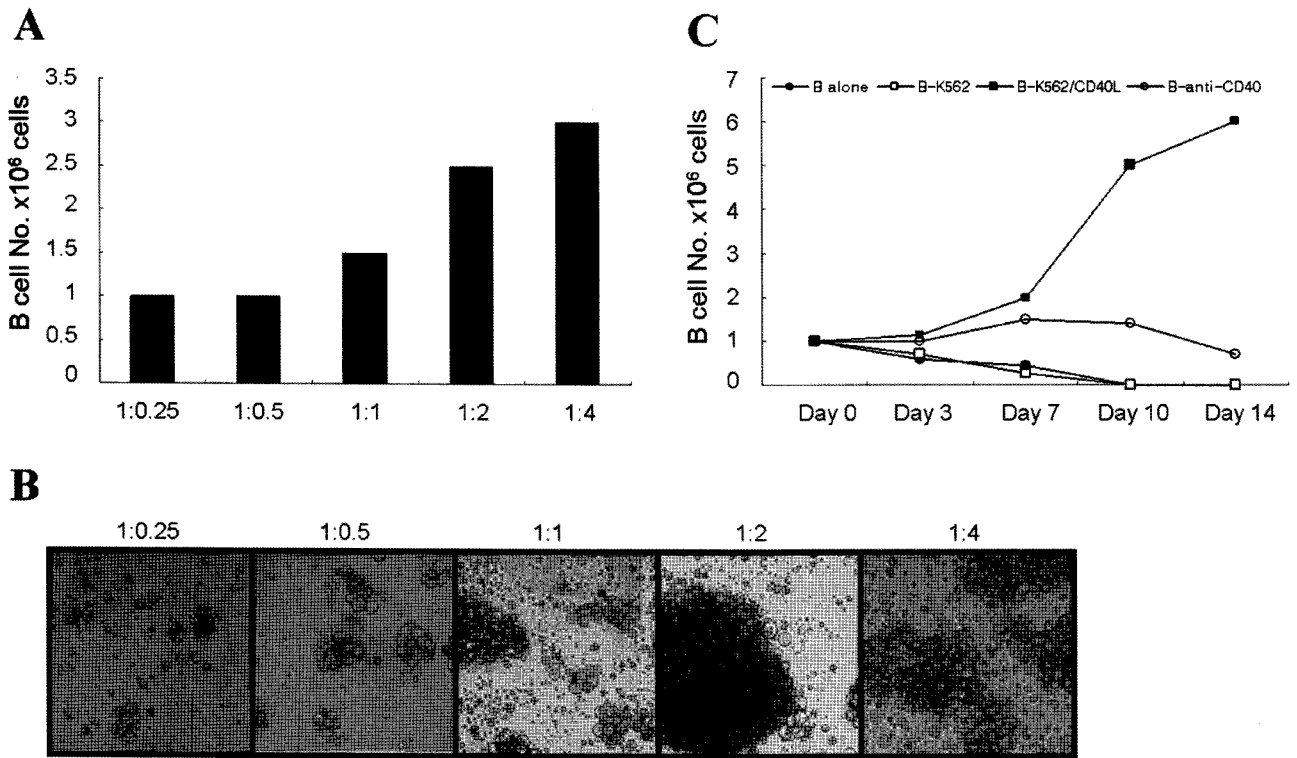 A
3.5
3
2.5
2
1.5
1
0.5
0
B cell No. x10⁶ cells
1:0.25 1:0.5 1:1 1:2 1:4
C
B alone B-K562 B-K562/CD40L B-anti-CD40
7
6
5
4
3
2
1
0
B cell No. x10⁶ cells
Day 0 Day 3 Day 7 Day 10 Day 14
B
1:0.25 1:0.5 1:1 1:2 1:4